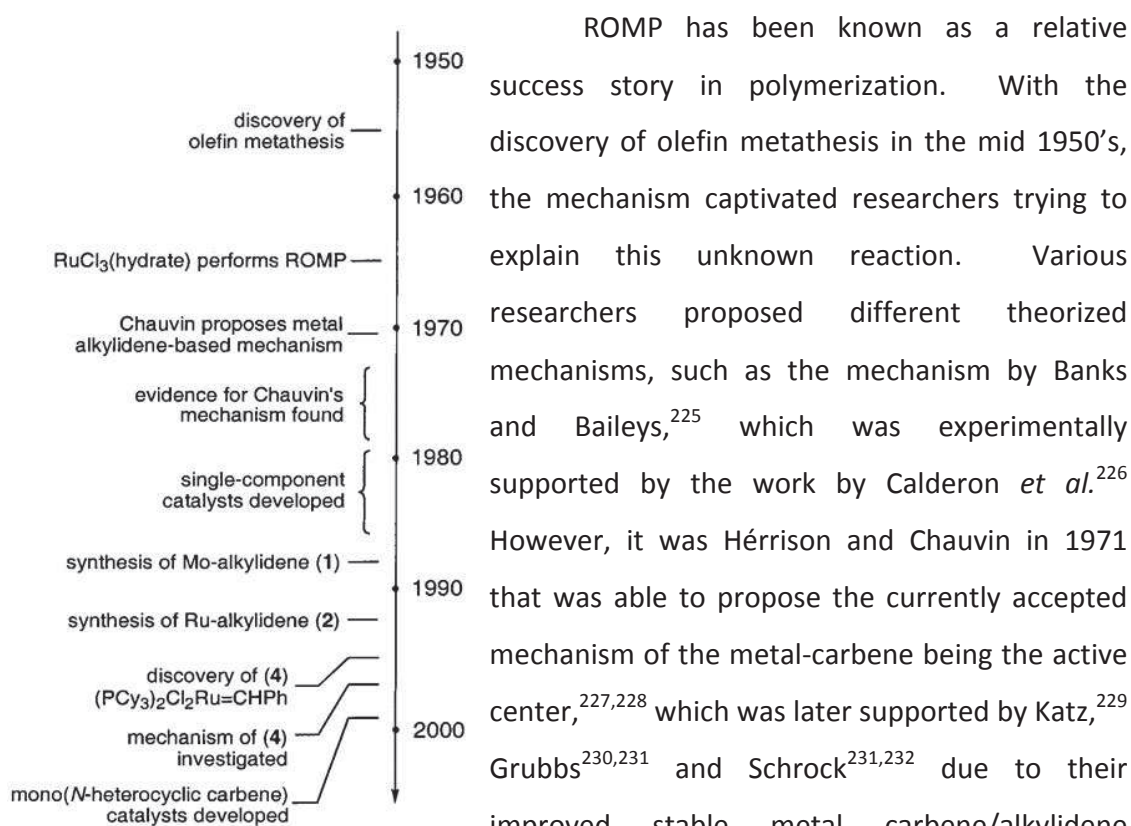 1950
discovery of
olefin metathesis
1960
RuCl₃(hydrate) performs ROMP
1970
Chauvin proposes metal
alkylidene-based mechanism
evidence for Chauvin's
mechanism found
1980
single-component
catalysts developed
synthesis of Mo-alkylidene (1)
1990
synthesis of Ru-alkylidene (2)
discovery of (4)
(PCy₃)₂Cl₂Ru=CHPh
2000
mechanism of (4)
investigated
mono(N-heterocyclic carbene)
catalysts developed
ROMP has been known as a relative
success story in polymerization. With the
discovery of olefin metathesis in the mid 1950’s,
the mechanism captivated researchers trying to
explain this unknown reaction. Various
researchers proposed different theorized
mechanisms, such as the mechanism by Banks
and Baileys,²²⁵ which was experimentally
supported by the work by Calderon et al.²²⁶
However, it was Hérrison and Chauvin in 1971
that was able to propose the currently accepted
mechanism of the metal-carbene being the active
center,²²⁷,²²⁸ which was later supported by Katz,²²⁹
Grubbs²³⁰,²³¹ and Schrock²³¹,²³² due to their
improved stable metal carbene/alkylidene